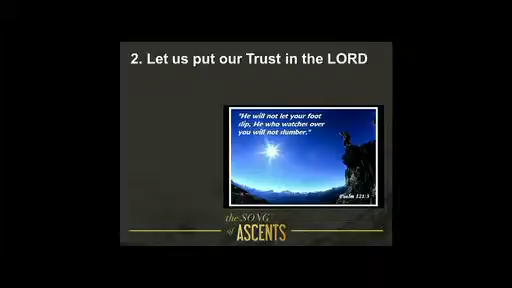 2. Let us put our Trust in the LORD
"He will not let your foot
slip, He who watches over
you will not slumber."
Psalm 121:3
the SONG
of ASCENTS